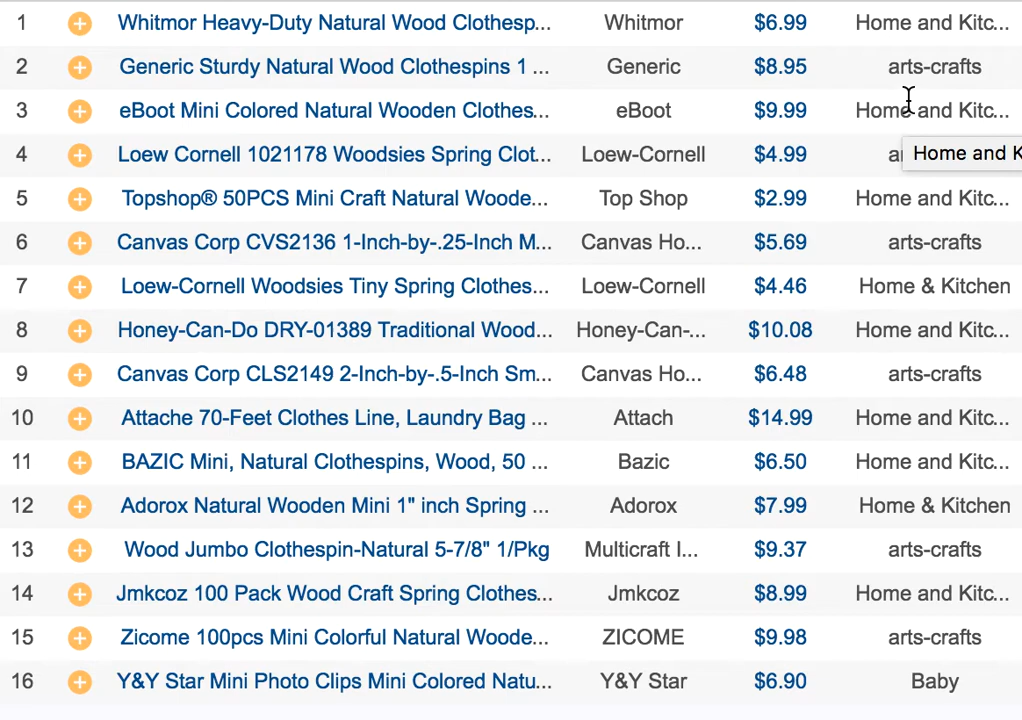 1 Whitmor Heavy-Duty Natural Wood Clothesp... Whitmor $6.99 Home and Kitc...
2 Generic Sturdy Natural Wood Clothespins 1 ... Generic $8.95 arts-crafts
3 eBoot Mini Colored Natural Wooden Clothes... eBoot $9.99 Home and Kitc...
4 Loew Cornell 1021178 Woodsies Spring Clot... Loew-Cornell $4.99 Home and K
5 Topshop® 50PCS Mini Craft Natural Woode... Top Shop $2.99 Home and Kitc...
6 Canvas Corp CVS2136 1-Inch-by-.25-Inch M... Canvas Ho... $5.69 arts-crafts
7 Loew-Cornell Woodsies Tiny Spring Clothes... Loew-Cornell $4.46 Home & Kitchen
8 Honey-Can-Do DRY-01389 Traditional Wood... Honey-Can-... $10.08 Home and Kitc...
9 Canvas Corp CLS2149 2-Inch-by-.5-Inch Sm... Canvas Ho... $6.48 arts-crafts
10 Attache 70-Feet Clothes Line, Laundry Bag ... Attach $14.99 Home and Kitc...
11 BAZIC Mini, Natural Clothespins, Wood, 50 ... Bazic $6.50 Home and Kitc...
12 Adorox Natural Wooden Mini 1" inch Spring ... Adorox $7.99 Home & Kitchen
13 Wood Jumbo Clothespin-Natural 5-7/8" 1/Pkg Multicraft I... $9.37 arts-crafts
14 Jmkcoz 100 Pack Wood Craft Spring Clothes... Jmkcoz $8.99 Home and Kitc...
15 Zicome 100pcs Mini Colorful Natural Woode... ZICOME $9.98 arts-crafts
16 Y&Y Star Mini Photo Clips Mini Colored Natu... Y&Y Star $6.90 Baby